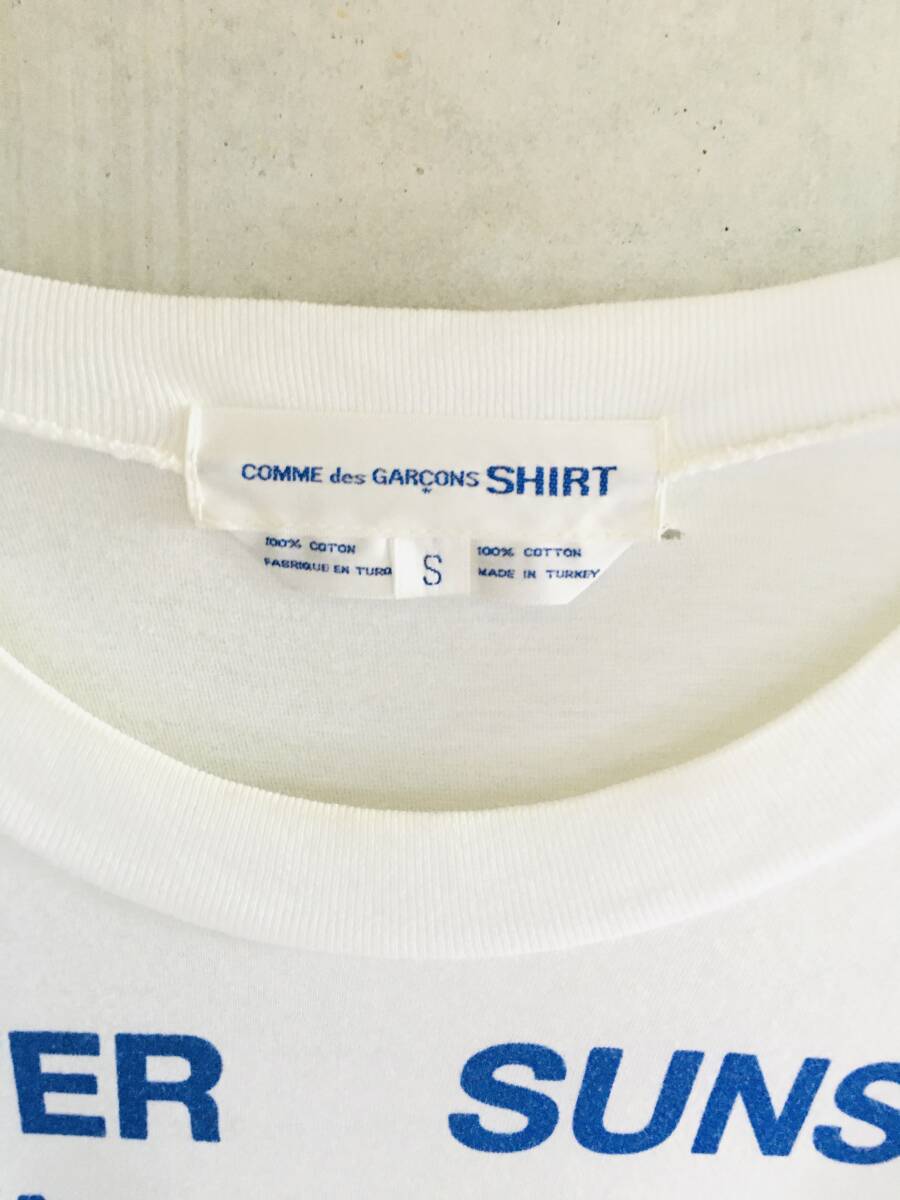 COMME des GARÇONS SHIRT
100% COTON
FABRIQUE EN TURQ
S
100% COTTON
MADE IN TURKEY
ER SUNS